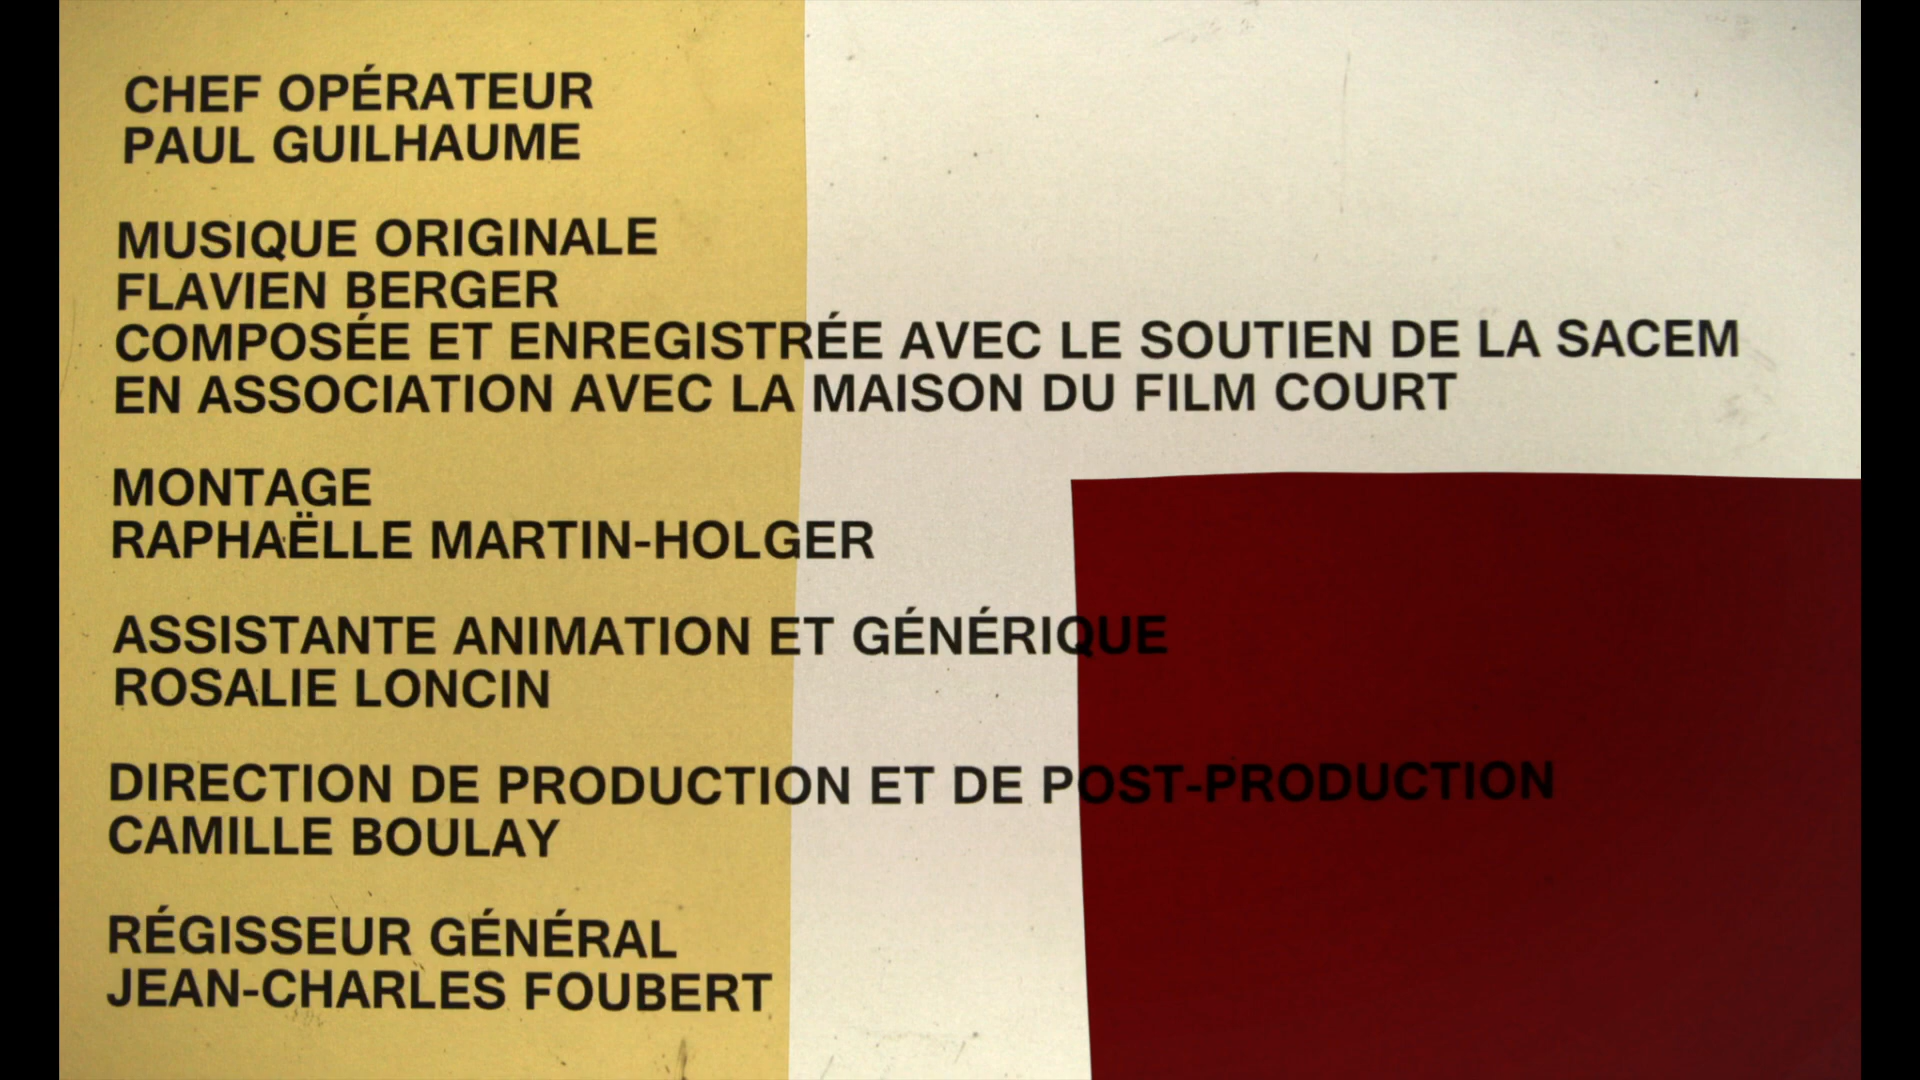 CHEF OPÉRATEUR
PAUL GUILHAUME
MUSIQUE ORIGINALE
FLAVIEN BERGER
COMPOSÉE ET ENREGISTRÉE AVEC LE SOUTIEN DE LA SACEM
EN ASSOCIATION AVEC LA MAISON DU FILM COURT
MONTAGE
RAPHAËLLE MARTIN-HOLGER
ASSISTANTE ANIMATION ET GÉNÉRIQUE
ROSALIE LONCIN
DIRECTION DE PRODUCTION ET DE POST-PRODUCTION
CAMILLE BOULAY
RÉGISSEUR GÉNÉRAL
JEAN-CHARLES FOUBERT